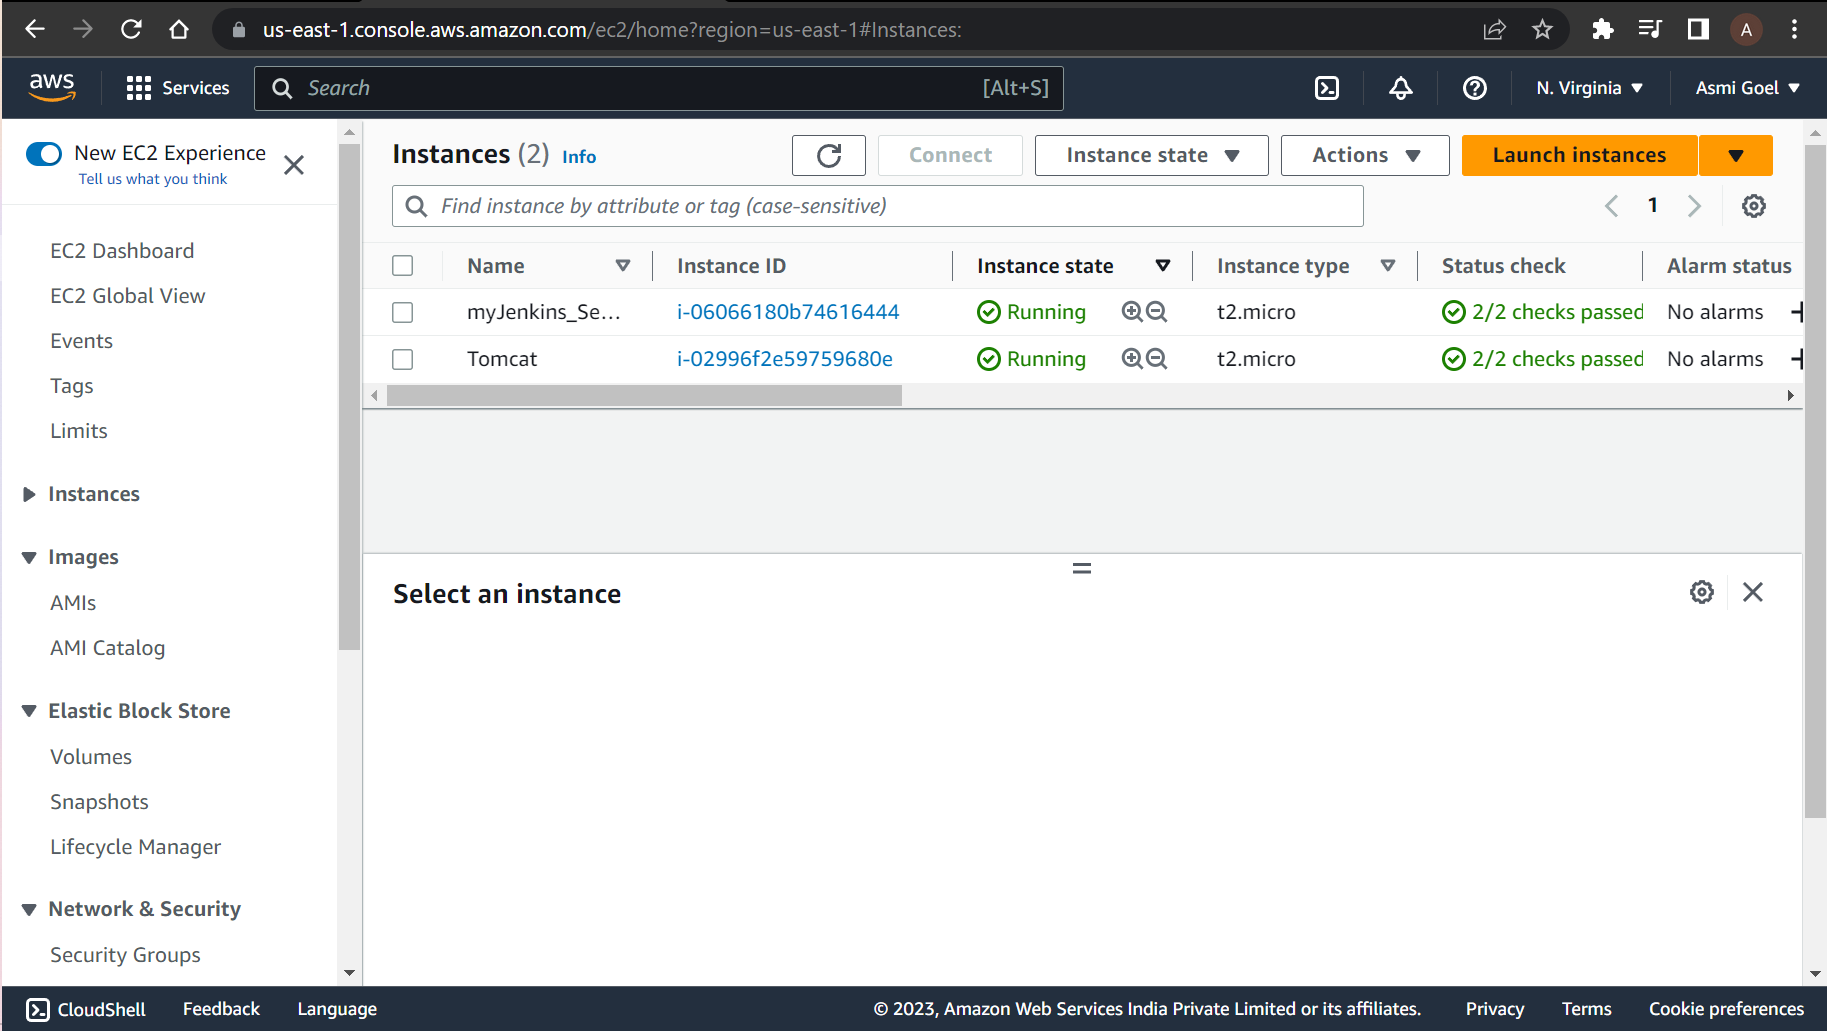 us-east-1.console.aws.amazon.com/ec2/home?region=us-east-1#Instances:
A
aws
Services
Search
[Alt+S]
N. Virginia
Asmi Goel
New EC2 Experience
Tell us what you think
EC2 Dashboard
EC2 Global View
Events
Tags
Limits
Instances
Images
AMIs
AMI Catalog
Elastic Block Store
Volumes
Snapshots
Lifecycle Manager
Network & Security
Security Groups
Instances (2) Info
Connect
Instance state
Actions
Launch instances
Find instance by attribute or tag (case-sensitive)
1
Name Instance ID Instance state Instance type Status check Alarm status
myJenkins_Se... i-06066180b74616444 Running t2.micro 2/2 checks passed No alarms
Tomcat i-02996f2e59759680e Running t2.micro 2/2 checks passed No alarms
Select an instance
CloudShell
Feedback
Language
© 2023, Amazon Web Services India Private Limited or its affiliates.
Privacy
Terms
Cookie preferences